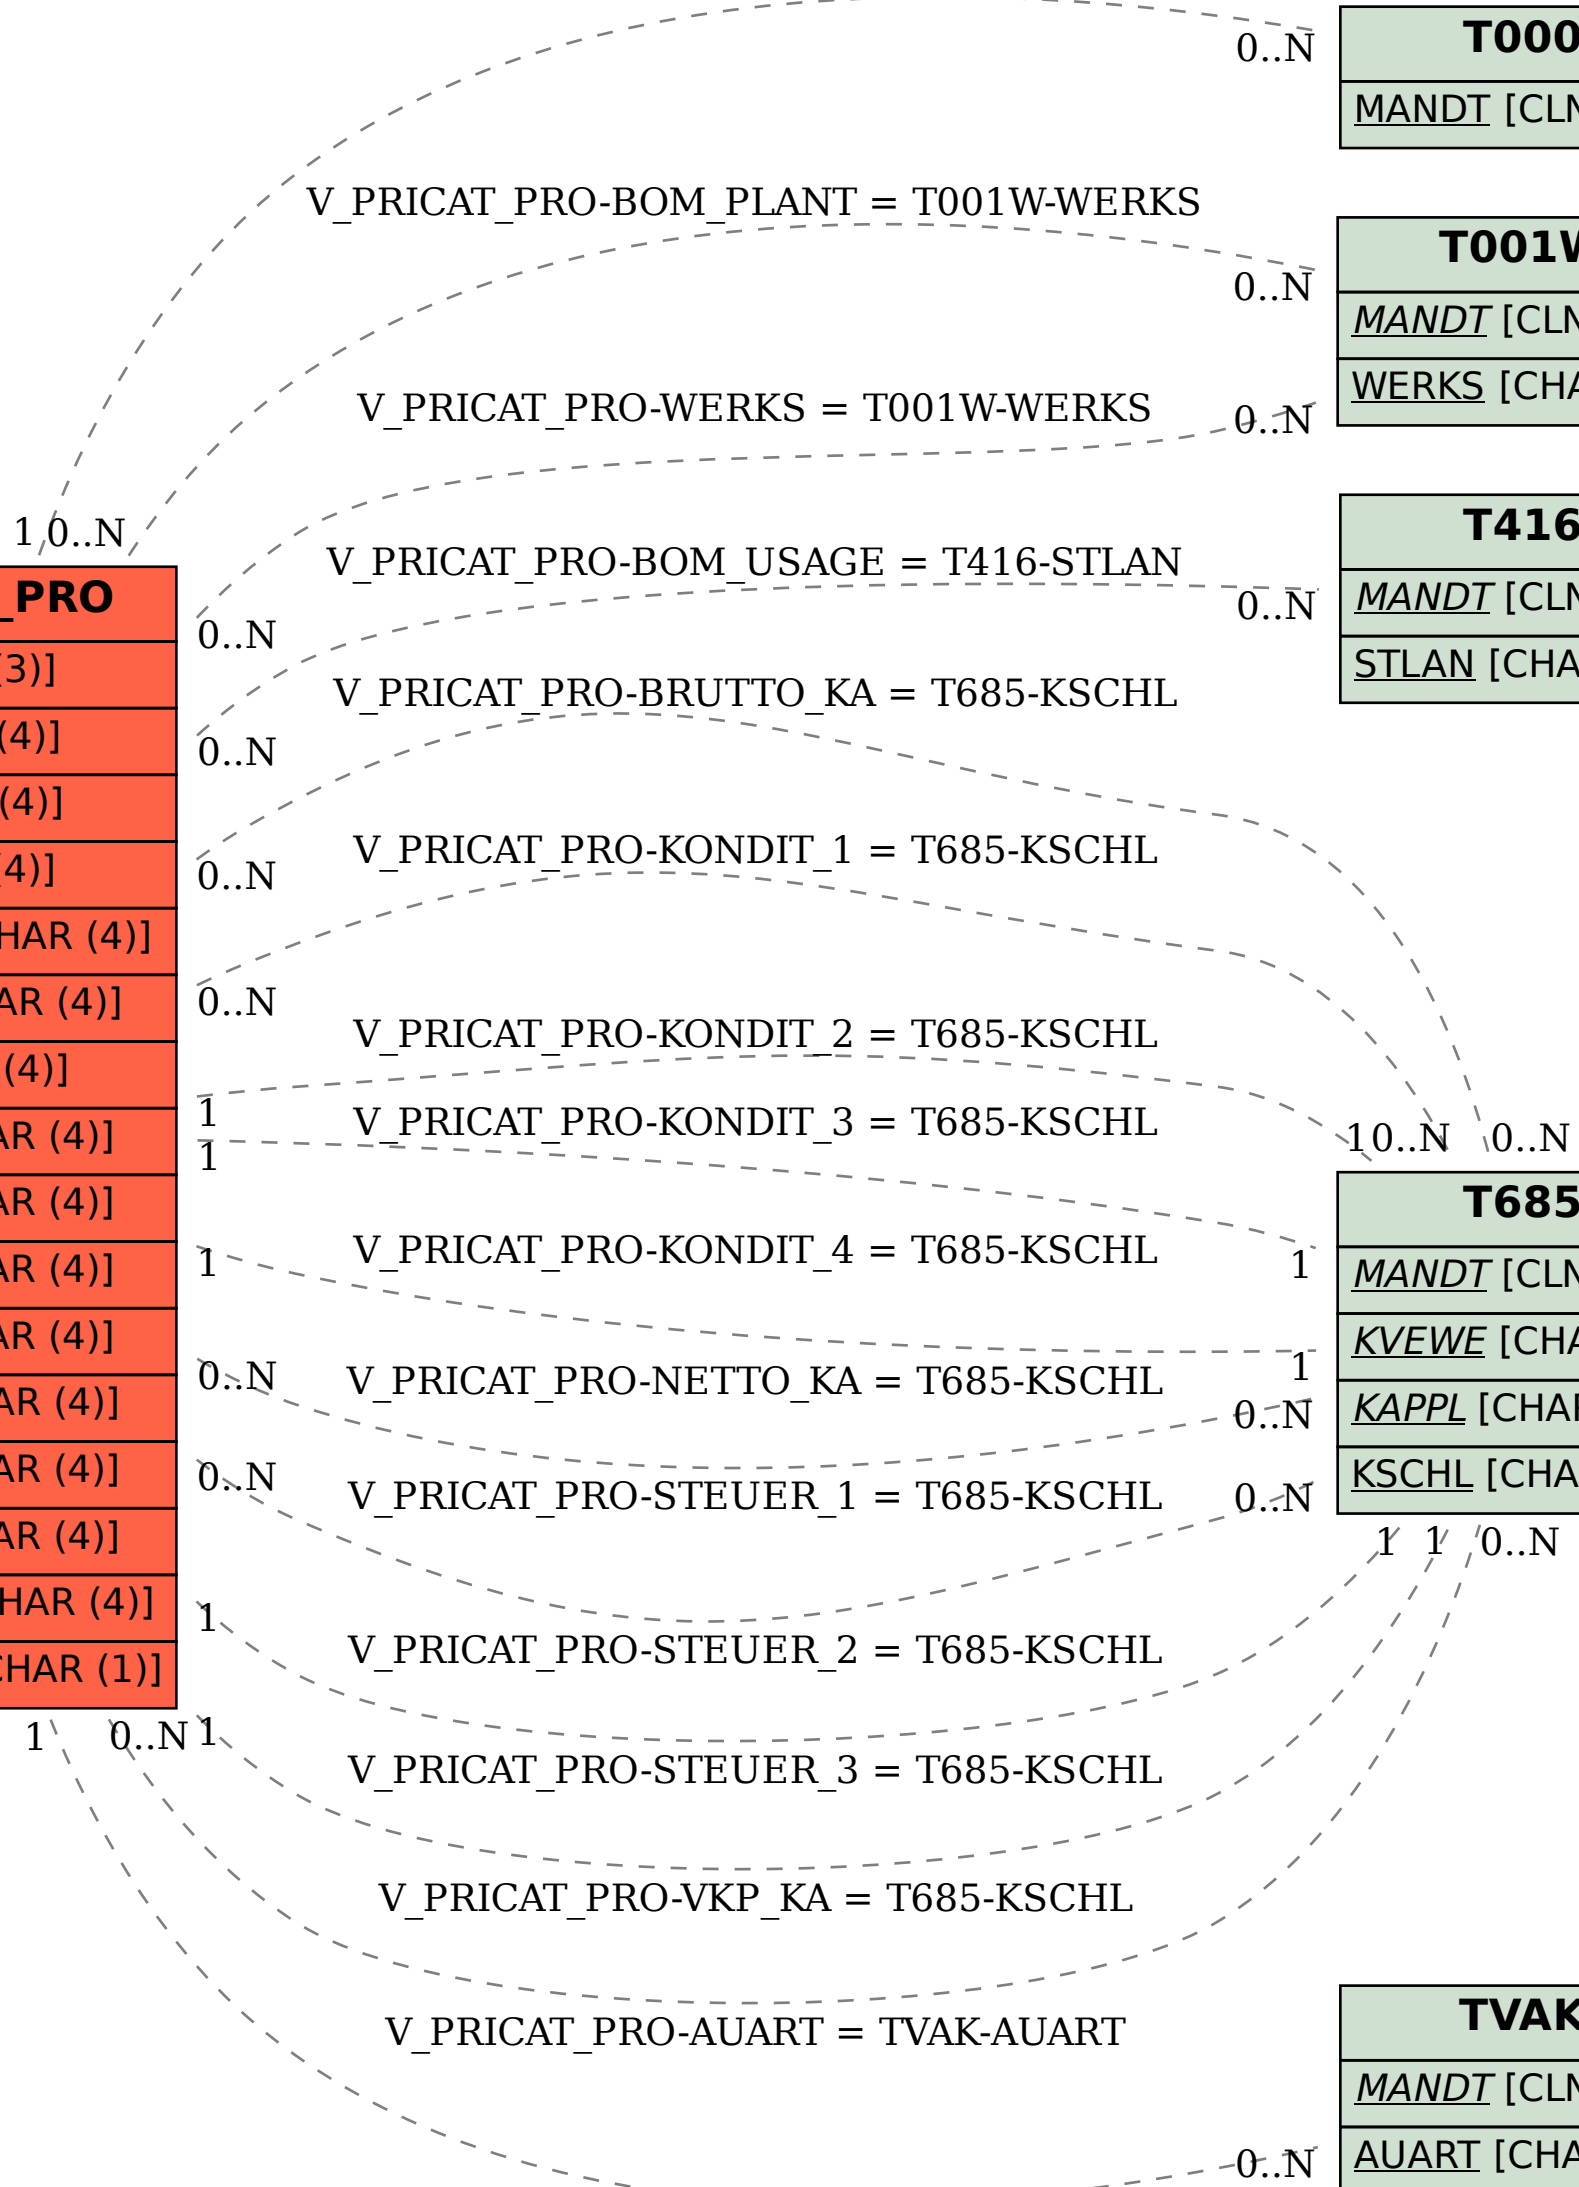 T000
0..N
MANDT [CLN
V_PRICAT_PRO-BOM_PLANT = T001W-WERKS
T001W
0..N
MANDT [CLN
WERKS [CHA
V_PRICAT_PRO-WERKS = T001W-WERKS
0..N
T416
1 0..N
V_PRICAT_PRO-BOM_USAGE = T416-STLAN
_PRO
0..N
MANDT [CLN
0..N
(3)]
STLAN [CHA
V_PRICAT_PRO-BRUTTO_KA = T685-KSCHL
(4)]
0..N
(4)]
V_PRICAT_PRO-KONDIT_1 = T685-KSCHL
(4)]
0..N
HAR (4)]
AR (4)]
0..N
V_PRICAT_PRO-KONDIT_2 = T685-KSCHL
(4)]
1
V_PRICAT_PRO-KONDIT_3 = T685-KSCHL
AR (4)]
1
1 0..N 0..N
AR (4)]
T685
V_PRICAT_PRO-KONDIT_4 = T685-KSCHL
AR (4)]
1
1
MANDT [CLN
AR (4)]
KVEWE [CHA
0..N
V_PRICAT_PRO-NETTO_KA = T685-KSCHL
1
AR (4)]
0..N
KAPPL [CHAR
AR (4)]
0..N
V_PRICAT_PRO-STEUER_1 = T685-KSCHL
0..N
KSCHL [CHA
AR (4)]
1 1 0..N
HAR (4)]
1
V_PRICAT_PRO-STEUER_2 = T685-KSCHL
CHAR (1)]
1 0..N 1
V_PRICAT_PRO-STEUER_3 = T685-KSCHL
V_PRICAT_PRO-VKP_KA = T685-KSCHL
V_PRICAT_PRO-AUART = TVAK-AUART
TVAK
MANDT [CLN
0..N
AUART [CHA